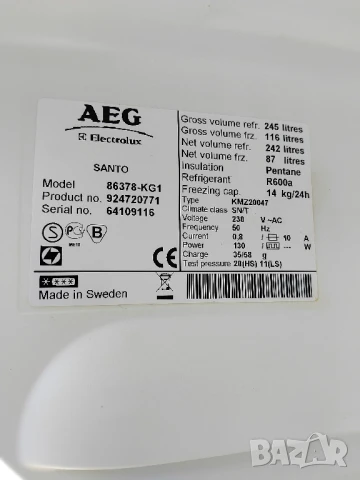 AEG
Electrolux
SANTO
Model 86378-KG1
Product no. 924720771
Serial no. 64109116
S
B
CE
Made in Sweden
Gross volume refr. 245 litres
Gross volume frz. 116 litres
Net volume refr. 242 litres
Net volume frz. 87 litres
Insulation Pentane
Refrigerant R600a
Freezing cap. 14 kg/24h
Type KMZ20047
Climate class SN/T
Voltage 230 V ~AC
Frequency 50 Hz
Current 0,8 I 10 A
Power 130 W
Charge 35/58 g
Test pressure 20(HS) 11(LS)
bazar